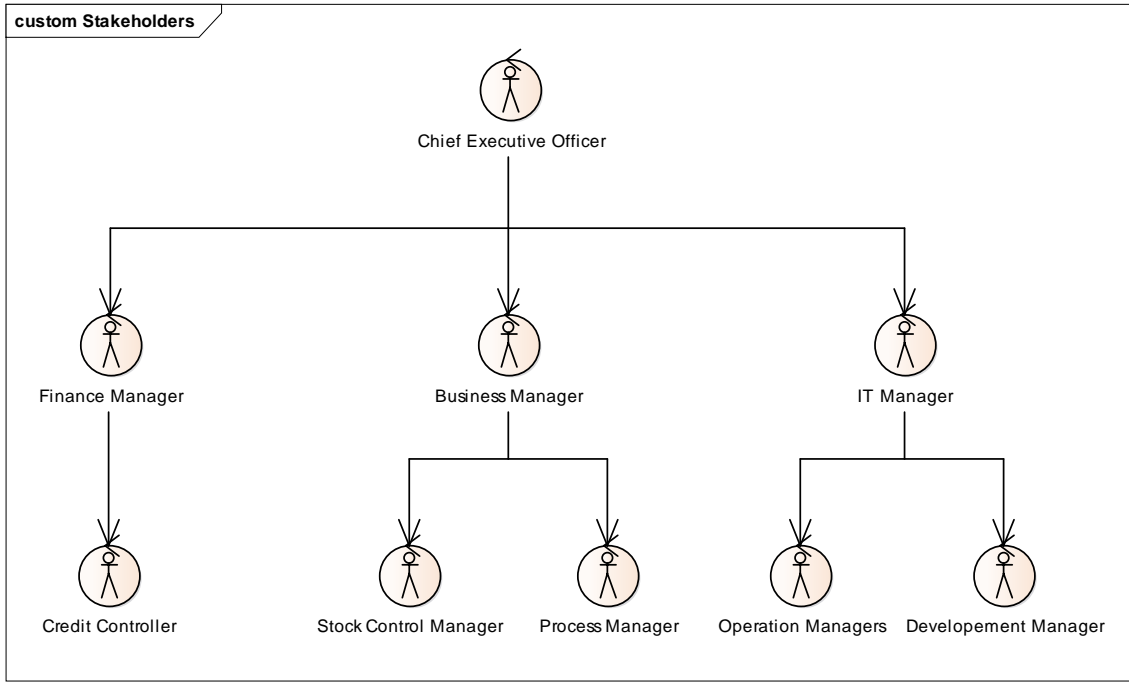 custom Stakeholders
Chief Executive Officer
Finance Manager
Business Manager
IT Manager
Credit Controller
Stock Control Manager
Process Manager
Operation Managers
Developement Manager